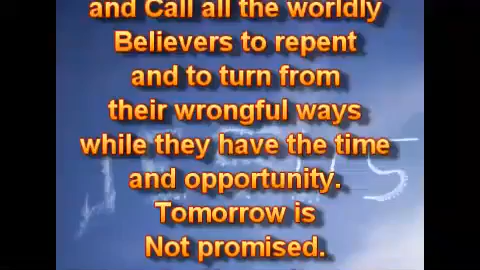 and Call all the worldly
Believers to repent
and to turn from
their wrongful ways
while they have the time
and opportunity.
Tomorrow is
Not promised.